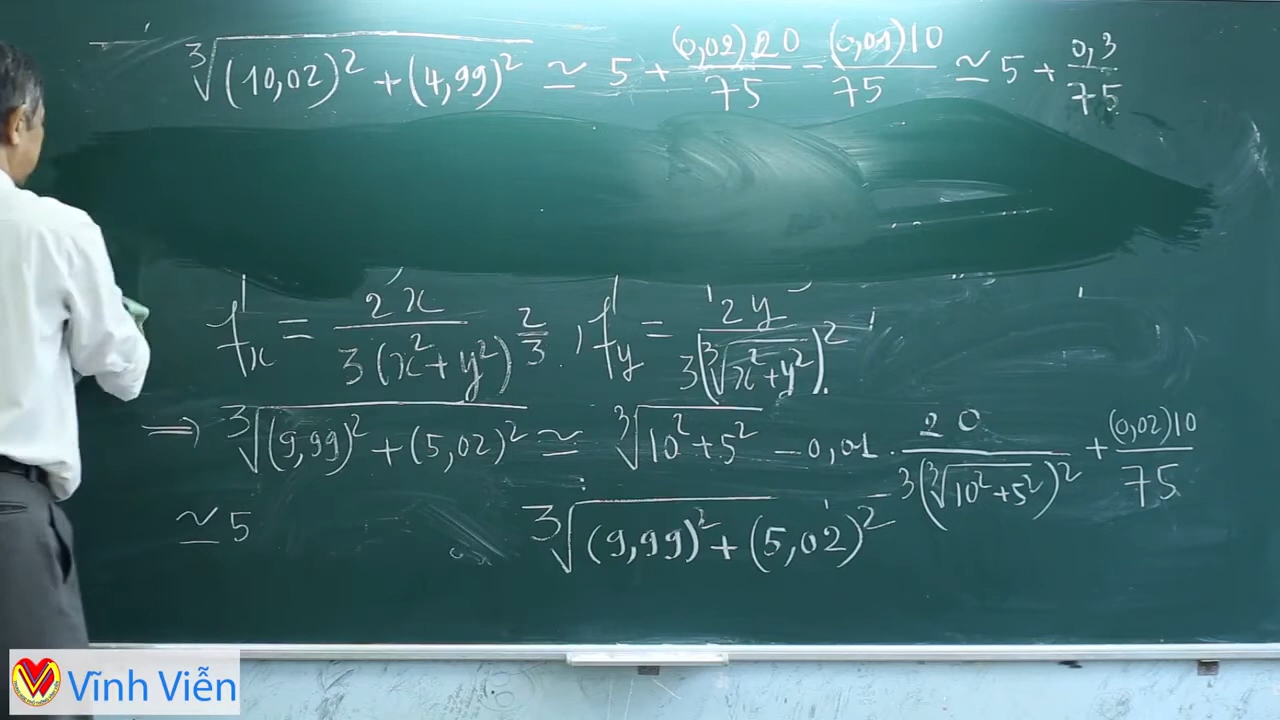 ∛((10,02)² + (4,99)²) ≃ 5 + (0,02)20/75 - (0,01)10/75 ≃ 5 + 0,3/75
f'x = 2x/3(x²+y²)^(2/3), f'y = 2y/3(∛(x²+y²))².
⇒ ∛((9,99)² + (5,02)²) ≃ ∛(10²+5²) - 0,01 . 20/3(∛(10²+5²))² + (0,02)10/75
≃ 5
∛((9,99)² + (5,02)²)
Vĩnh Viễn